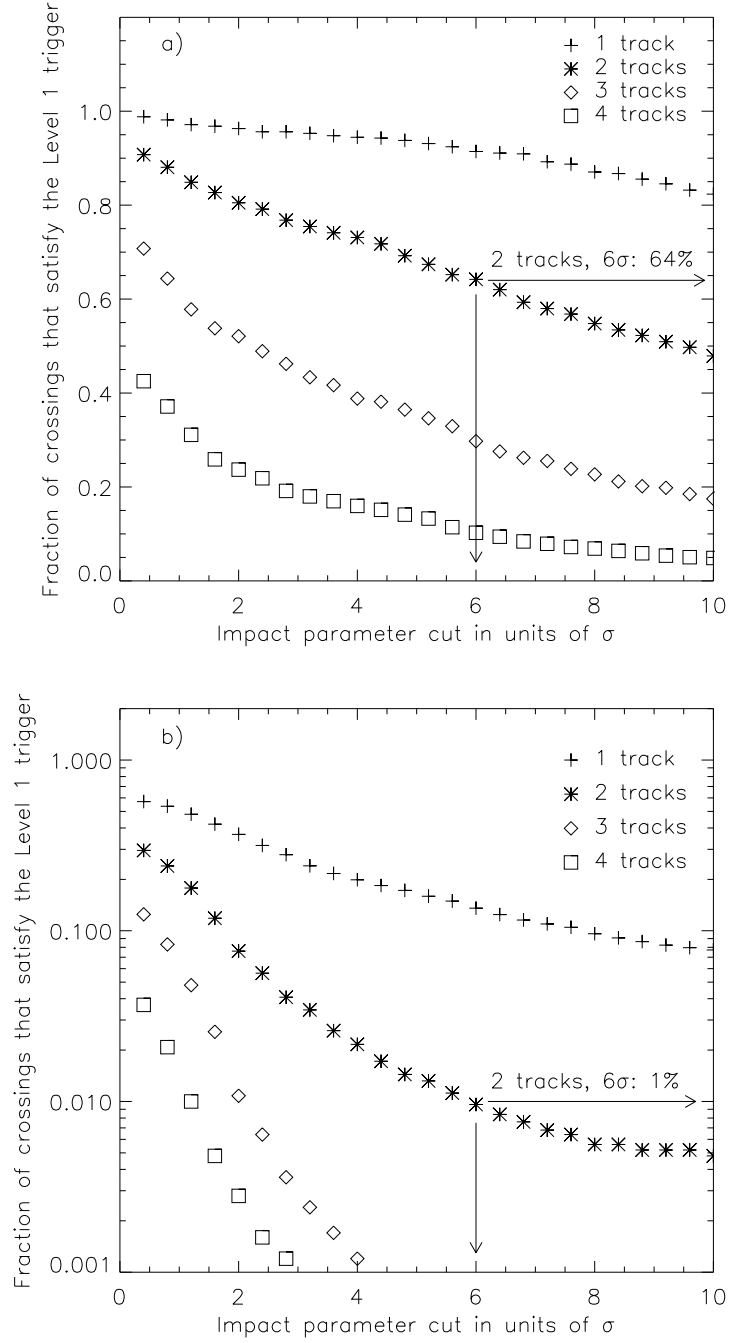 a)
+ 1 track
✳ 2 tracks
◇ 3 tracks
□ 4 tracks
Fraction of crossings that satisfy the Level 1 trigger
1.0
0.8
0.6
0.4
0.2
0.0
2 tracks, 6σ: 64%
0 2 4 6 8 10
Impact parameter cut in units of σ
b)
+ 1 track
✳ 2 tracks
◇ 3 tracks
□ 4 tracks
Fraction of crossings that satisfy the Level 1 trigger
1.000
0.100
0.010
0.001
2 tracks, 6σ: 1%
0 2 4 6 8 10
Impact parameter cut in units of σ